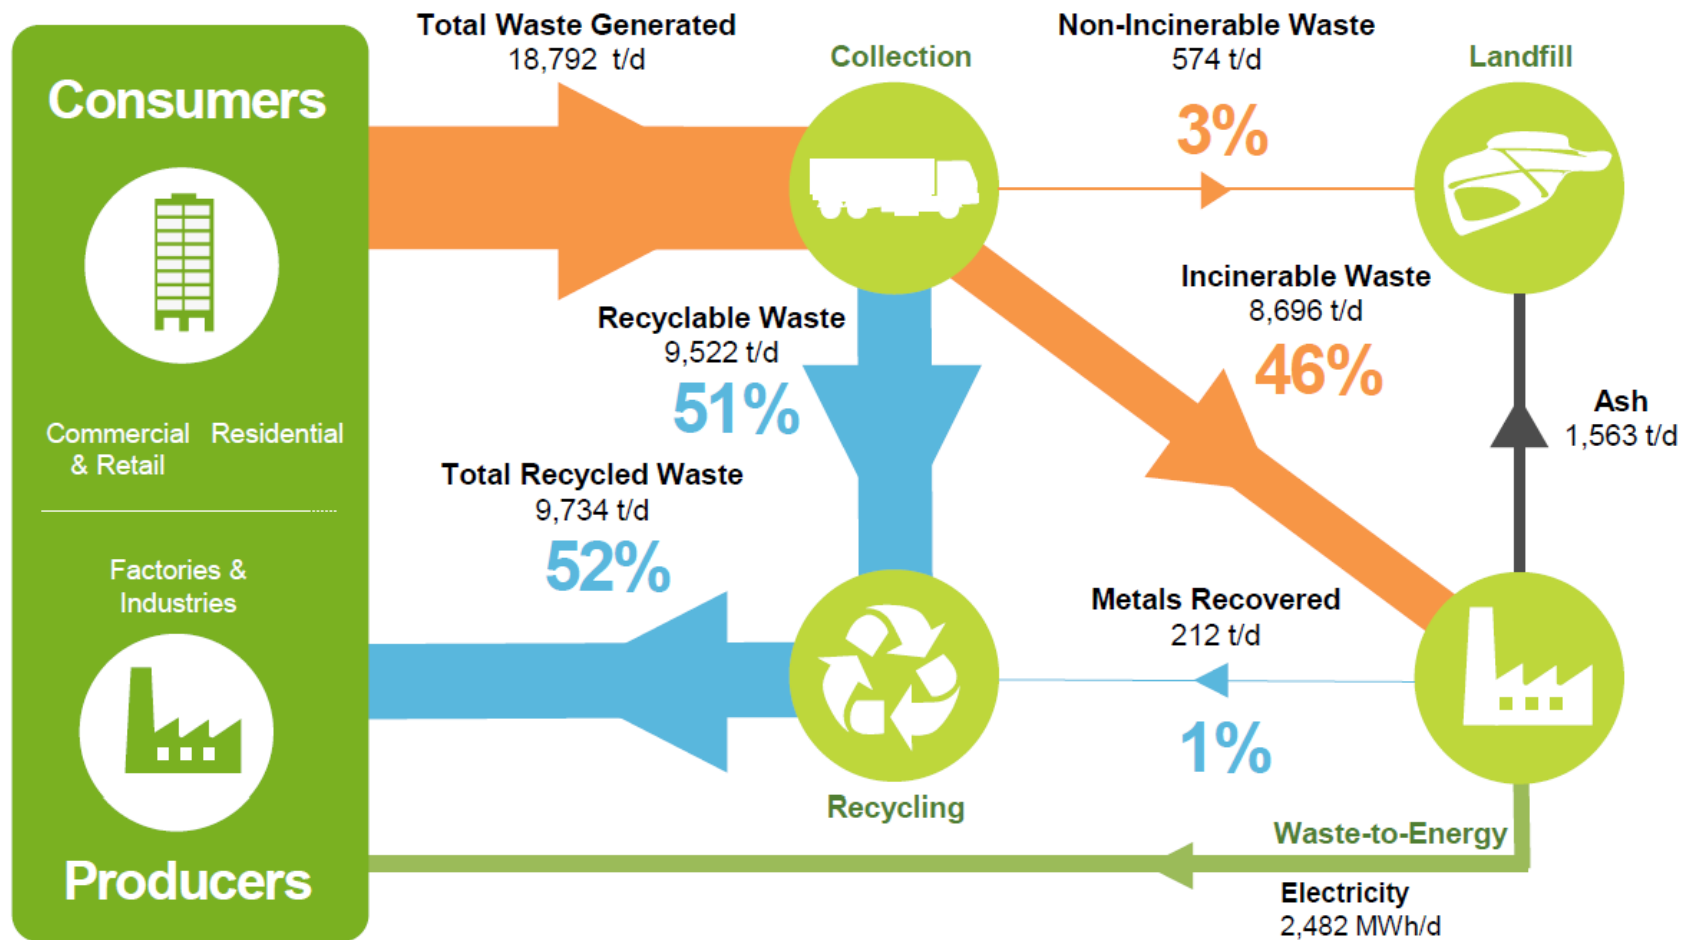 Consumers
Commercial & Retail
Residential
Factories &
Industries
Producers
Total Waste Generated
18,792 t/d
Collection
Non-Incinerable Waste
574 t/d
3%
Landfill
Recyclable Waste
9,522 t/d
51%
Incinerable Waste
8,696 t/d
46%
Ash
1,563 t/d
Total Recycled Waste
9,734 t/d
52%
Metals Recovered
212 t/d
1%
Recycling
Waste-to-Energy
Electricity
2,482 MWh/d